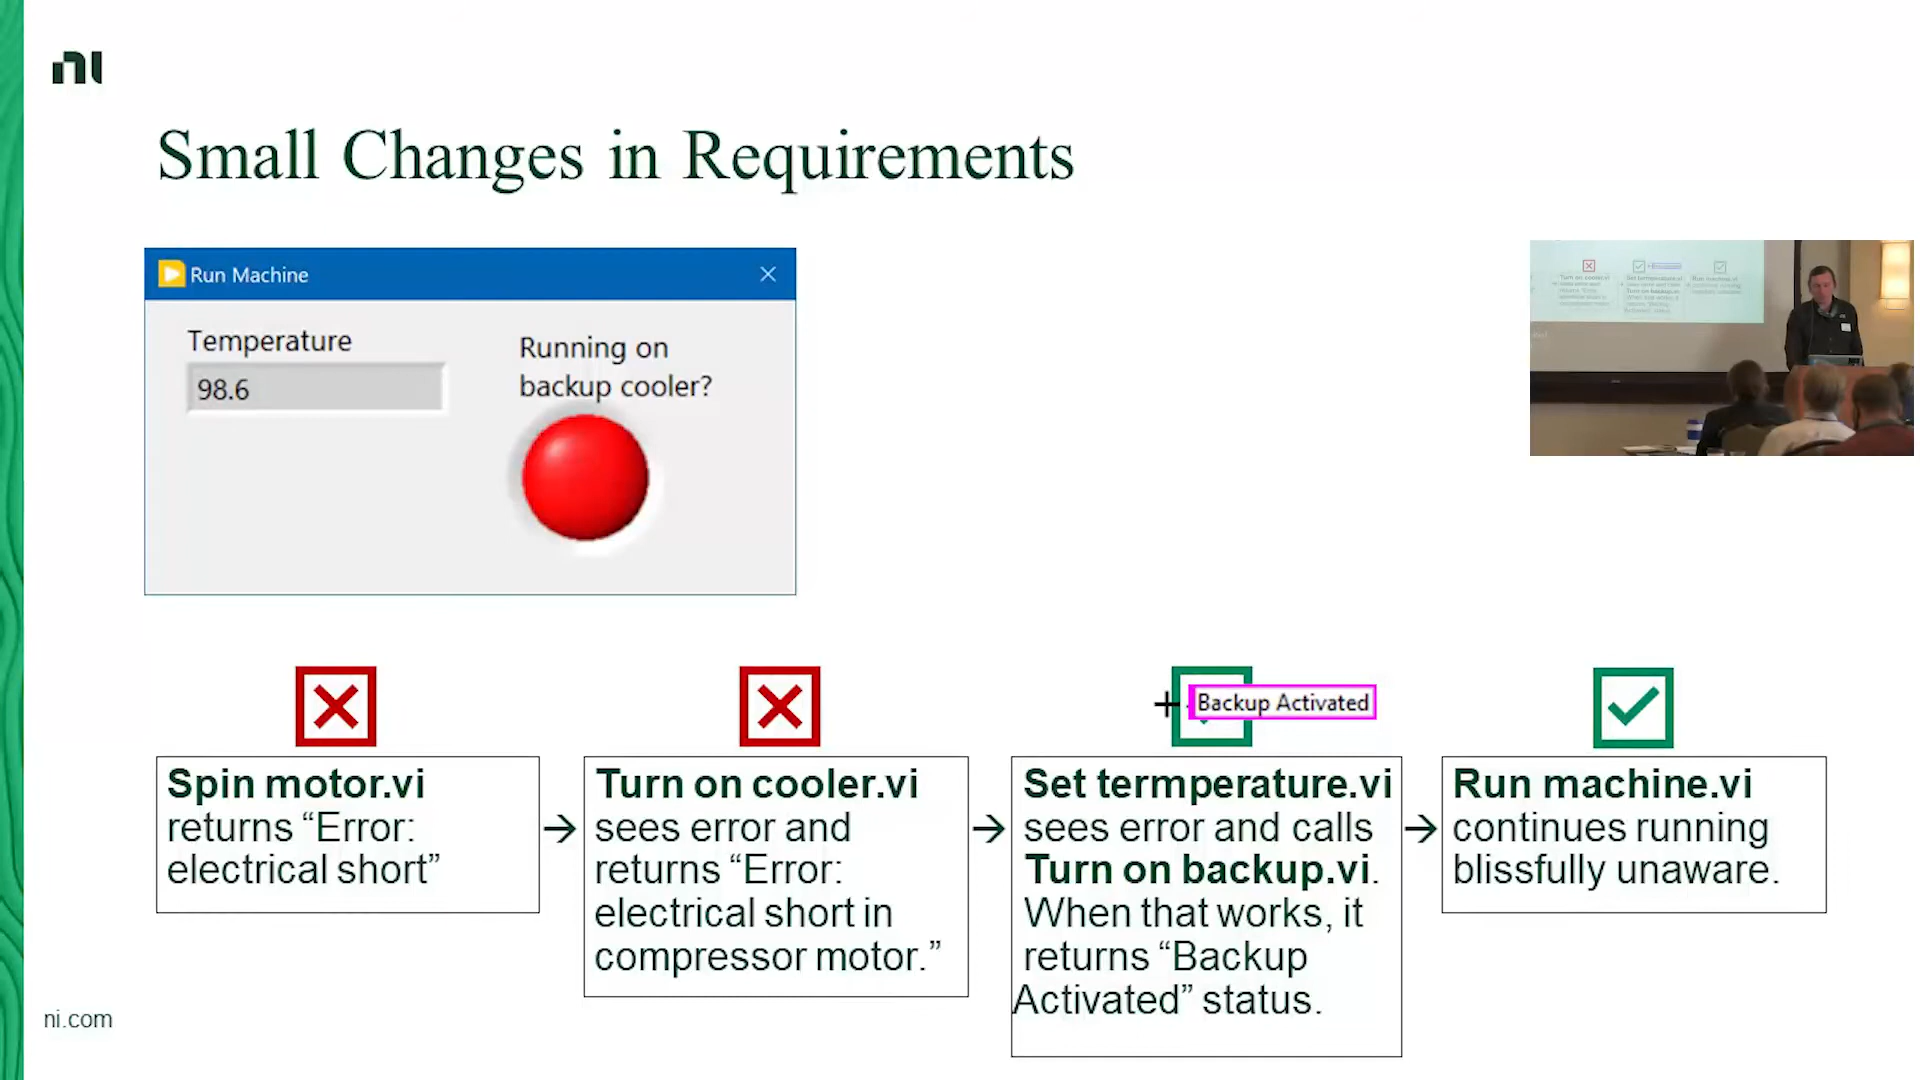 ni
Small Changes in Requirements
Run Machine
Temperature
98.6
Running on
backup cooler?
+
Backup Activated
Spin motor.vi
returns “Error:
electrical short”
Turn on cooler.vi
sees error and
returns “Error:
electrical short in
compressor motor.”
Set termperature.vi
sees error and calls
Turn on backup.vi.
When that works, it
returns “Backup
Activated” status.
Run machine.vi
continues running
blissfully unaware.
ni.com